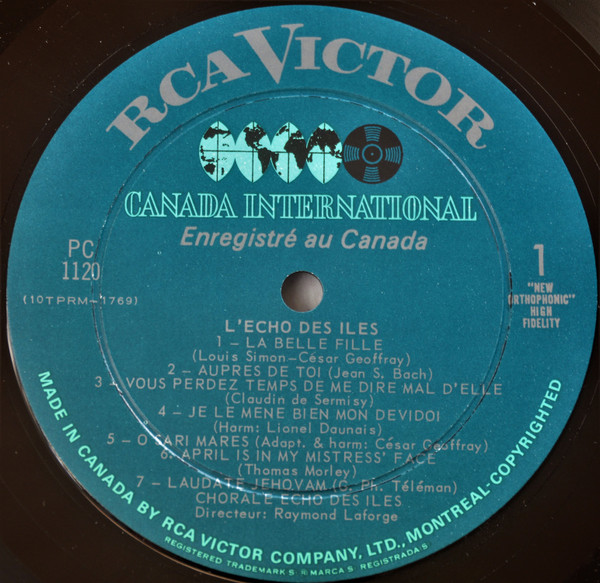 RCA VICTOR
CANADA INTERNATIONAL
Enregistré au Canada
PC
1120
(10TPRM-1769)
1
"NEW
ORTHOPHONIC"
HIGH
FIDELITY
L'ECHO DES ILES
1 – LA BELLE FILLE
(Louis Simon–César Geoffray)
2 – AUPRES DE TOI (Jean S. Bach)
3 – VOUS PERDEZ TEMPS DE ME DIRE MAL D'ELLE
(Claudin de Sermisy)
4 – JE LE MENE BIEN MON DEVIDOI
(Harm: Lionel Daunais)
5 – O SARI MARES (Adapt. & harm: César Geoffray)
6. APRIL IS IN MY MISTRESS' FACE
(Thomas Morley)
7 – LAUDATE JEHOVAM (G. Ph. Téléman)
CHORALE ECHO DES ILES
Directeur: Raymond Laforge
MADE IN CANADA BY RCA VICTOR COMPANY, LTD., MONTREAL-COPYRIGHTED
REGISTERED TRADEMARKS ® MARCAS REGISTRADAS